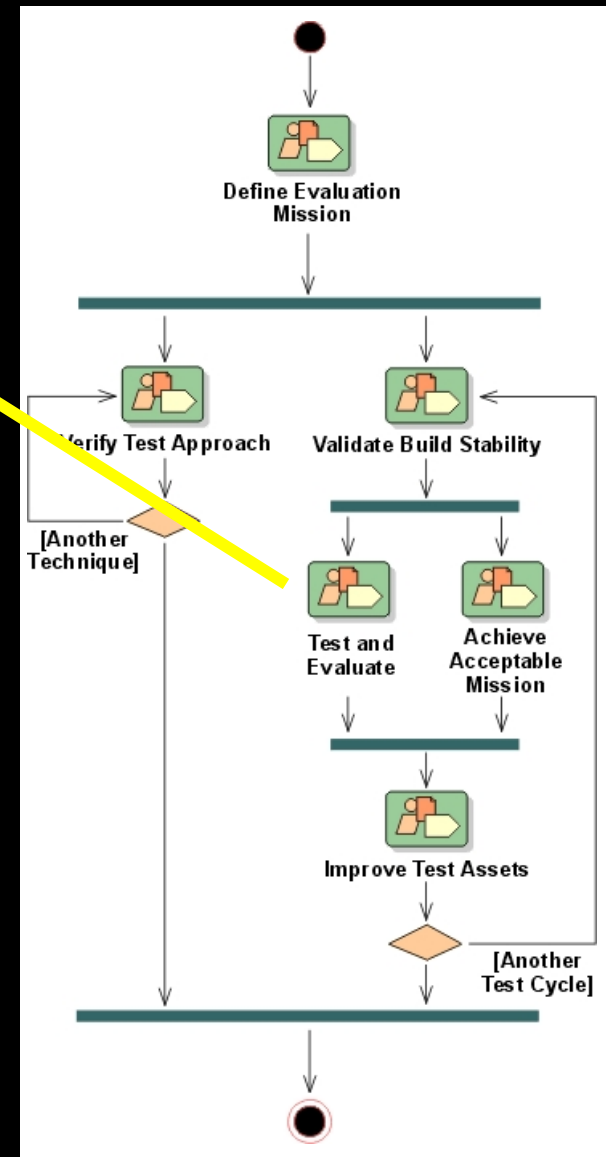 Define Evaluation
Mission
Verify Test Approach
Validate Build Stability
[Another
Technique]
Test and
Evaluate
Achieve
Acceptable
Mission
Improve Test Assets
[Another
Test Cycle]